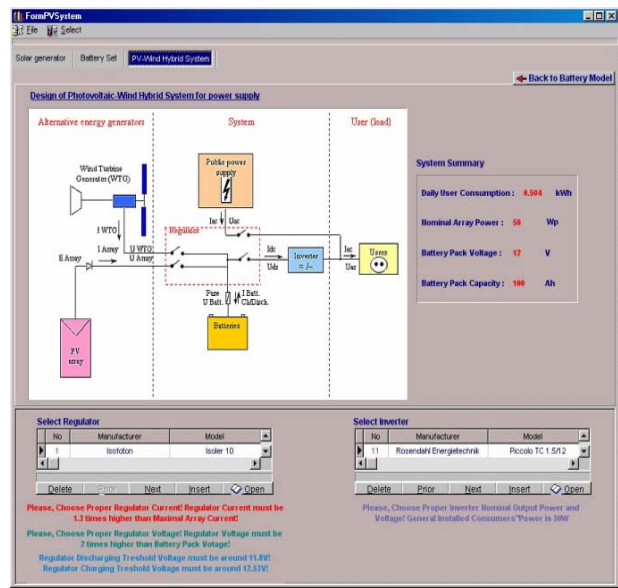 FormPVSystem
File Select
Solar generator Battery Set PV-Wind Hybrid System
Back to Battery Model
Design of Photovoltaic-Wind Hybrid System for power supply
Alternative energy generators System User (load)
Wind Turbine
Generator (WTG)
Public power
supply
Iac Uac
I WTG
Regulator
I Array U WTG
E Array U Array
Idc
Udc
Inverter
= /~
Iac
Uac
Users
Pure I Batt.
U Batt. Ch/Disch.
Batteries
PV
array
System Summary
Daily User Consumption : 0.504 kWh
Nominal Array Power : 50 Wp
Battery Pack Voltage : 12 V
Battery Pack Capacity : 100 Ah
Select Regulator
No Manufacturer Model
1 Isofoton Isoler 10
Delete Prior Next Insert Open
Please, Choose Proper Regulator Current! Regulator Current must be
1.3 times higher than Maximal Array Current!
Please, Choose Proper Regulator Voltage! Regulator Voltage must be
2 times higher than Battery Pack Votage!
Regulator Discharging Treshold Voltage must be around 11.8V!
Regulator Charging Treshold Voltage must be around 12.53V!
Select Inverter
No Manufacturer Model
11 Rosendahl Energietechnik Piccolo TC 1.5/12
Delete Prior Next Insert Open
Please, Choose Proper Inverter Nominal Output Power and
Voltage! General Installed Consumers"Power is 50W